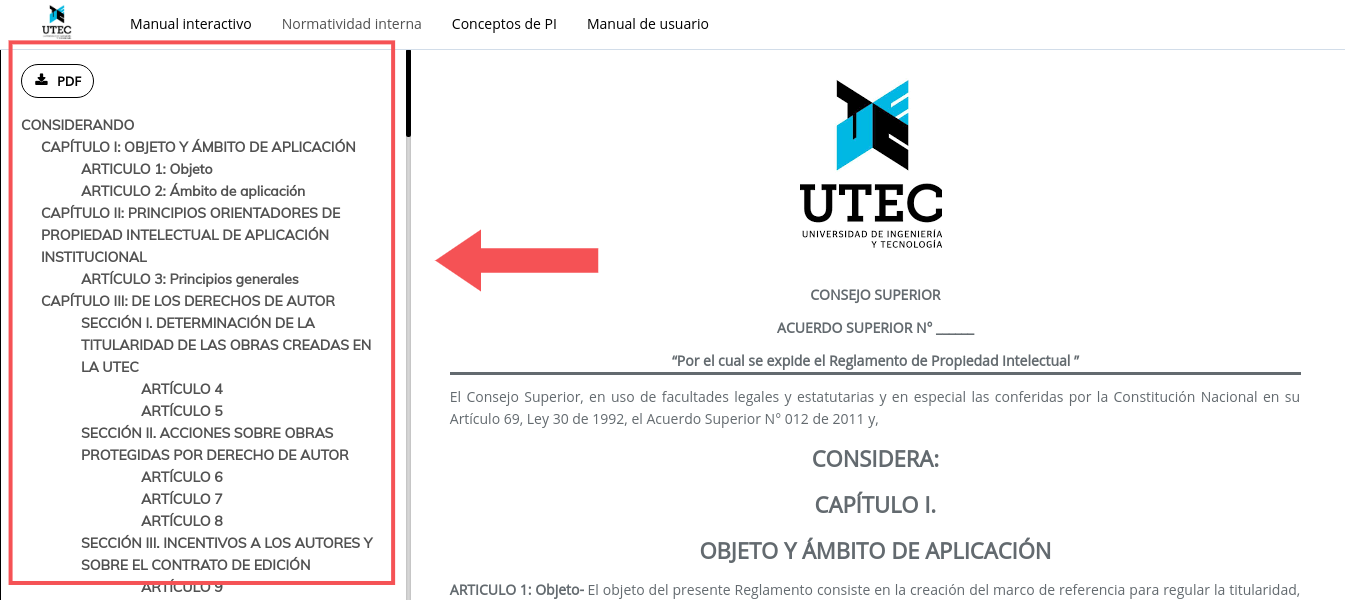 UTEC
Manual interactivo
Normatividad interna
Conceptos de PI
Manual de usuario
PDF
CONSIDERANDO
CAPÍTULO I: OBJETO Y ÁMBITO DE APLICACIÓN
ARTICULO 1: Objeto
ARTICULO 2: Ámbito de aplicación
CAPÍTULO II: PRINCIPIOS ORIENTADORES DE
PROPIEDAD INTELECTUAL DE APLICACIÓN
INSTITUCIONAL
ARTÍCULO 3: Principios generales
CAPÍTULO III: DE LOS DERECHOS DE AUTOR
SECCIÓN I. DETERMINACIÓN DE LA
TITULARIDAD DE LAS OBRAS CREADAS EN
LA UTEC
ARTÍCULO 4
ARTÍCULO 5
SECCIÓN II. ACCIONES SOBRE OBRAS
PROTEGIDAS POR DERECHO DE AUTOR
ARTÍCULO 6
ARTÍCULO 7
ARTÍCULO 8
SECCIÓN III. INCENTIVOS A LOS AUTORES Y
SOBRE EL CONTRATO DE EDICIÓN
ARTÍCULO 9
UTEC
UNIVERSIDAD DE INGENIERÍA
Y TECNOLOGÍA
CONSEJO SUPERIOR
ACUERDO SUPERIOR N° ______
“Por el cual se expide el Reglamento de Propiedad Intelectual ”
El Consejo Superior, en uso de facultades legales y estatutarias y en especial las conferidas por la Constitución Nacional en su
Artículo 69, Ley 30 de 1992, el Acuerdo Superior N° 012 de 2011 y,
CONSIDERA:
CAPÍTULO I.
OBJETO Y ÁMBITO DE APLICACIÓN
ARTICULO 1: Objeto- El objeto del presente Reglamento consiste en la creación del marco de referencia para regular la titularidad,